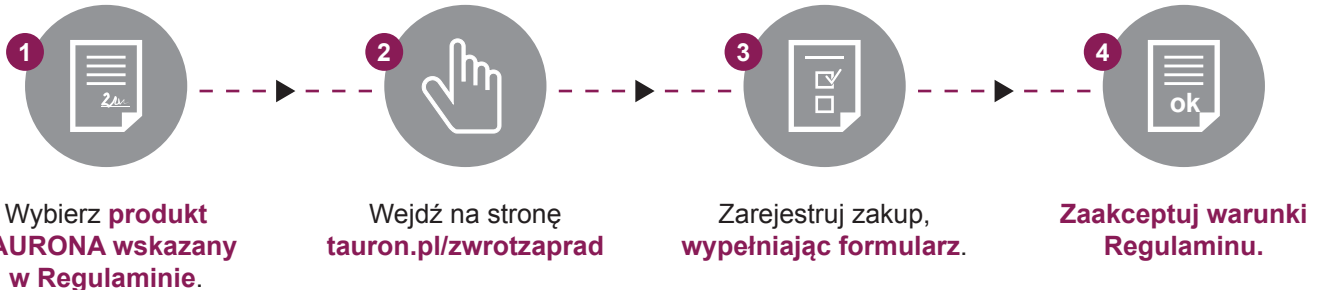 1
2
3
4
ok
Wybierz produkt
AURONA wskazany
w Regulaminie.
Wejdź na stronę
tauron.pl/zwrotzaprad
Zarejestruj zakup,
wypełniając formularz.
Zaakceptuj warunki
Regulaminu.